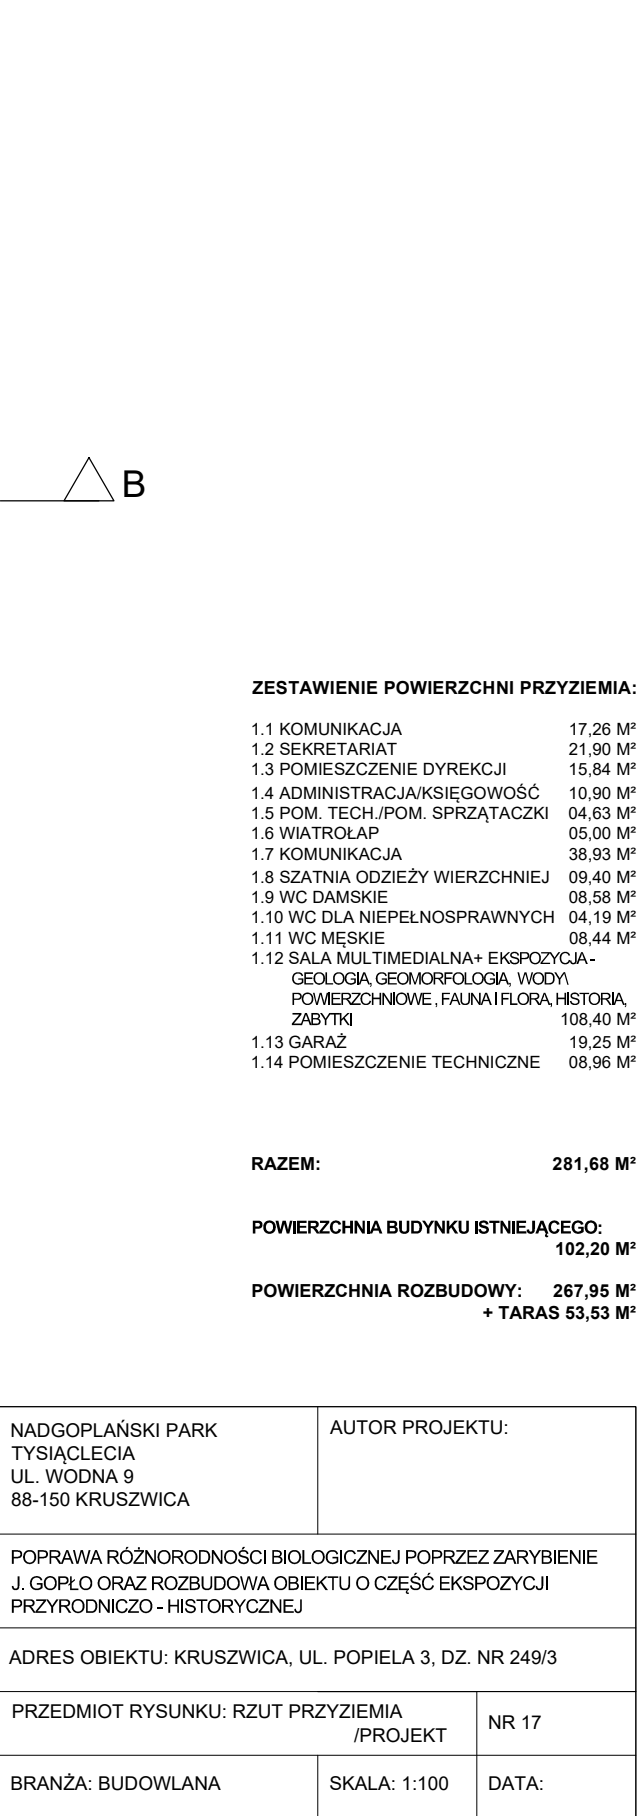 B
ZESTAWIENIE POWIERZCHNI PRZYZIEMIA:
1.1 KOMUNIKACJA 17,26 M²
1.2 SEKRETARIAT 21,90 M²
1.3 POMIESZCZENIE DYREKCJI 15,84 M²
1.4 ADMINISTRACJA/KSIĘGOWOŚĆ 10,90 M²
1.5 POM. TECH./POM. SPRZĄTACZKI 04,63 M²
1.6 WIATROŁAP 05,00 M²
1.7 KOMUNIKACJA 38,93 M²
1.8 SZATNIA ODZIEŻY WIERZCHNIEJ 09,40 M²
1.9 WC DAMSKIE 08,58 M²
1.10 WC DLA NIEPEŁNOSPRAWNYCH 04,19 M²
1.11 WC MĘSKIE 08,44 M²
1.12 SALA MULTIMEDIALNA+ EKSPOZYCJA -
GEOLOGIA, GEOMORFOLOGIA, WODY\
POWIERZCHNIOWE , FAUNA I FLORA, HISTORIA,
ZABYTKI 108,40 M²
1.13 GARAŻ 19,25 M²
1.14 POMIESZCZENIE TECHNICZNE 08,96 M²
RAZEM: 281,68 M²
POWIERZCHNIA BUDYNKU ISTNIEJĄCEGO:
102,20 M²
POWIERZCHNIA ROZBUDOWY: 267,95 M²
+ TARAS 53,53 M²
NADGOPLAŃSKI PARK
TYSIĄCLECIA
UL. WODNA 9
88-150 KRUSZWICA
AUTOR PROJEKTU:
POPRAWA RÓŻNORODNOŚCI BIOLOGICZNEJ POPRZEZ ZARYBIENIE
J. GOPŁO ORAZ ROZBUDOWA OBIEKTU O CZĘŚĆ EKSPOZYCJI
PRZYRODNICZO - HISTORYCZNEJ
ADRES OBIEKTU: KRUSZWICA, UL. POPIELA 3, DZ. NR 249/3
PRZEDMIOT RYSUNKU: RZUT PRZYZIEMIA
/PROJEKT
NR 17
BRANŻA: BUDOWLANA
SKALA: 1:100
DATA: